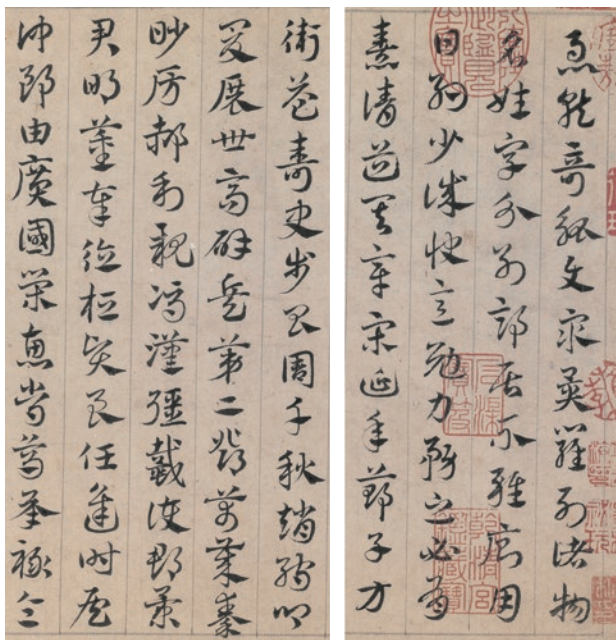 急就奇觚與衆異羅列諸物
名姓字分別部居不雜廁用
日約少誠快意勉力務之必有
憙請道其章宋延年鄭子方
衛益壽史步昌周千秋趙孺卿
爰展世高辟兵第二鄧萬歲秦
眇房郝利親馮漢彊戴護郡景
君明董奉德桓賢良任逢時侯
仲郎由廣國榮惠常烏承祿令